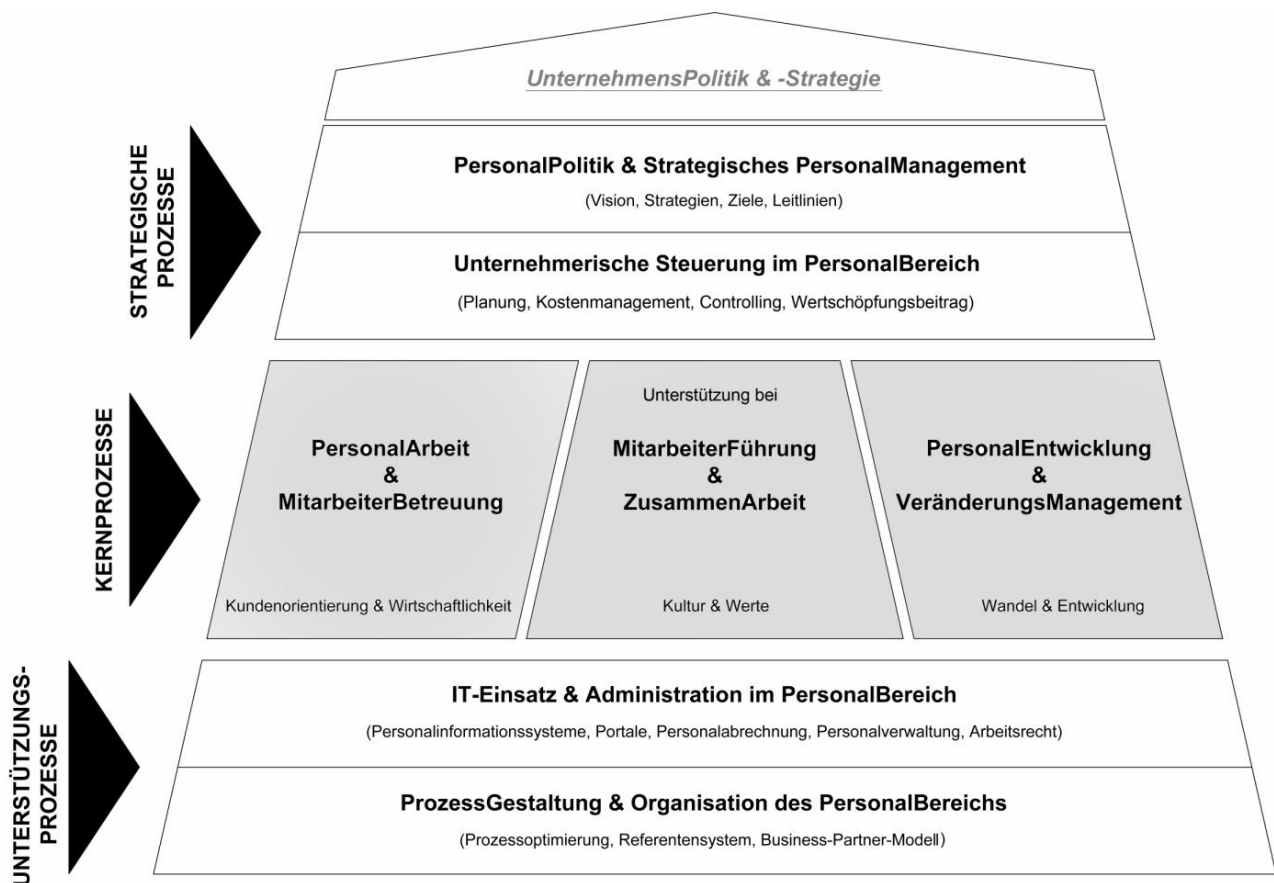 UnternehmensPolitik & -Strategie
STRATEGISCHE
PROZESSE
PersonalPolitik & Strategisches PersonalManagement
(Vision, Strategien, Ziele, Leitlinien)
Unternehmerische Steuerung im PersonalBereich
(Planung, Kostenmanagement, Controlling, Wertschöpfungsbeitrag)
KERNPROZESSE
PersonalArbeit
&
MitarbeiterBetreuung
Kundenorientierung & Wirtschaftlichkeit
Unterstützung bei
MitarbeiterFührung
&
ZusammenArbeit
Kultur & Werte
PersonalEntwicklung
&
VeränderungsManagement
Wandel & Entwicklung
UNTERSTÜTZUNGS-
PROZESSE
IT-Einsatz & Administration im PersonalBereich
(Personalinformationssysteme, Portale, Personalabrechnung, Personalverwaltung, Arbeitsrecht)
ProzessGestaltung & Organisation des PersonalBereichs
(Prozessoptimierung, Referentensystem, Business-Partner-Modell)